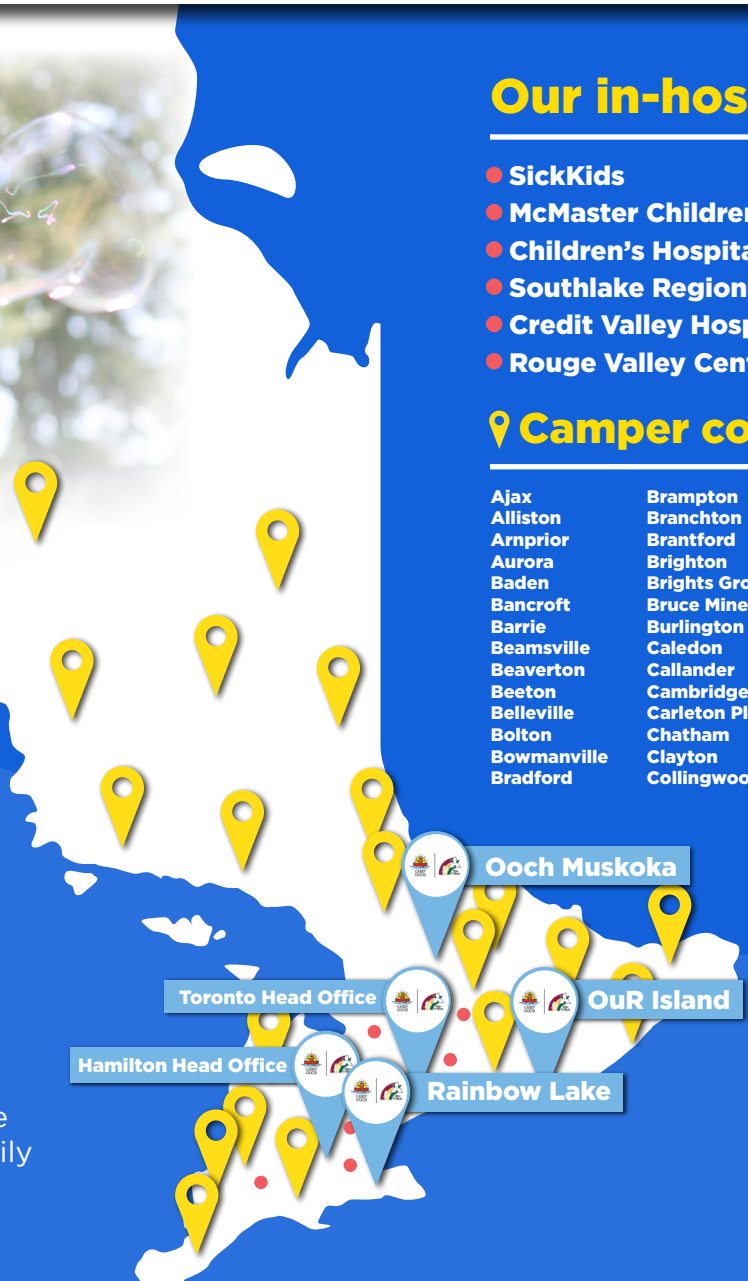 Our in-hos
SickKids
McMaster Children
Children's Hospita
Southlake Region
Credit Valley Hosp
Rouge Valley Cent
Camper co
Ajax
Alliston
Arnprior
Aurora
Baden
Bancroft
Barrie
Beamsville
Beaverton
Beeton
Belleville
Bolton
Bowmanville
Bradford
Brampton
Branchton
Brantford
Brighton
Brights Gro
Bruce Mine
Burlington
Caledon
Callander
Cambridge
Carleton Pl
Chatham
Clayton
Collingwoo
Ooch Muskoka
Toronto Head Office
OuR Island
Hamilton Head Office
Rainbow Lake
e
ily